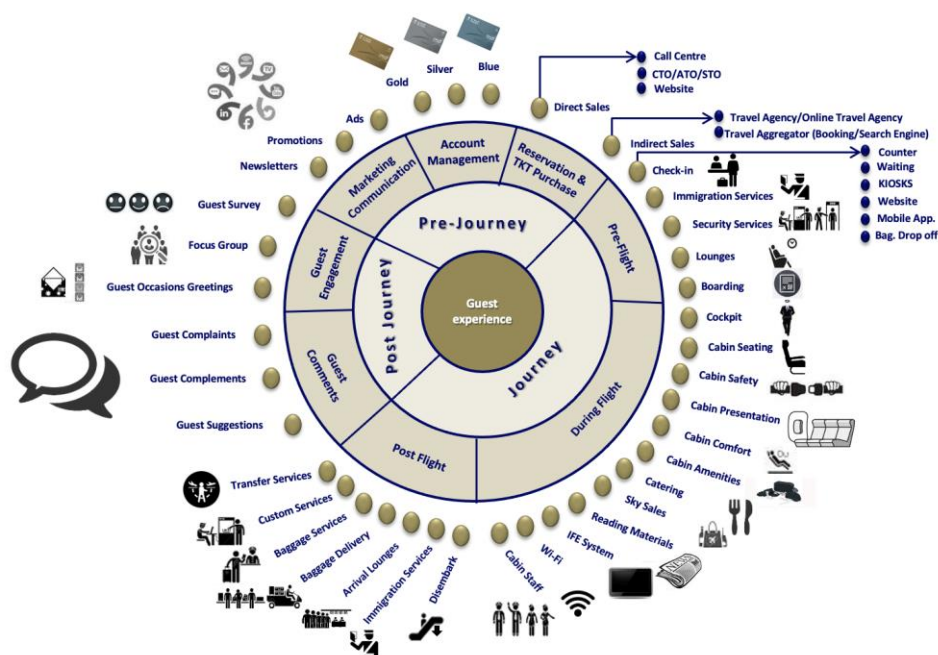 Blue
Silver
Gold
Ads
Promotions
Newsletters
Guest Survey
Focus Group
Guest Occasions Greetings
Guest Complaints
Guest Complements
Guest Suggestions
Direct Sales
Call Centre
CTO/ATO/STO
Website
Indirect Sales
Travel Agency/Online Travel Agency
Travel Aggregator (Booking/Search Engine)
Check-in
Counter
Waiting
KIOSKS
Website
Mobile App.
Bag. Drop off
Immigration Services
Security Services
Lounges
Boarding
Cockpit
Cabin Seating
Cabin Safety
Cabin Presentation
Cabin Comfort
Cabin Amenities
Catering
Sky Sales
Reading Materials
IFE System
Wi-Fi
Cabin Staff
Disembark
Immigration Services
Arrival Lounges
Baggage Delivery
Baggage Services
Custom Services
Transfer Services
Marketing
Communication
Account
Management
Reservation &
TKT Purchase
Pre-Flight
During Flight
Post Flight
Guest
Comments
Guest
Engagement
Pre-Journey
Journey
Post Journey
Guest
experience
NEWS